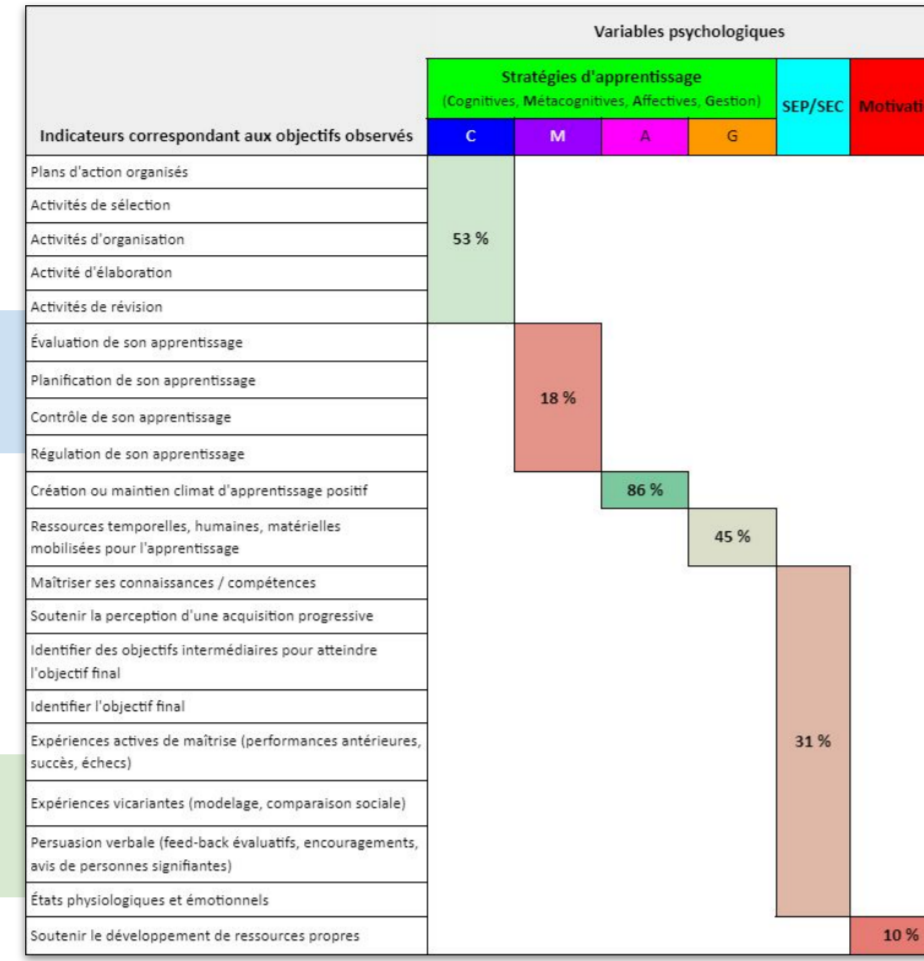 Variables psychologiques
Stratégies d'apprentissage
(Cognitives, Métacognitives, Affectives, Gestion)
SEP/SEC
Motivati
Indicateurs correspondant aux objectifs observés
C
M
A
G
Plans d'action organisés
Activités de sélection
Activités d'organisation
53 %
Activité d'élaboration
Activités de révision
Évaluation de son apprentissage
Planification de son apprentissage
18 %
Contrôle de son apprentissage
Régulation de son apprentissage
Création ou maintien climat d'apprentissage positif
86 %
Ressources temporelles, humaines, matérielles
mobilisées pour l'apprentissage
45 %
Maîtriser ses connaissances / compétences
Soutenir la perception d'une acquisition progressive
Identifier des objectifs intermédiaires pour atteindre
l'objectif final
Identifier l'objectif final
Expériences actives de maîtrise (performances antérieures,
succès, échecs)
31 %
Expériences vicariantes (modelage, comparaison sociale)
Persuasion verbale (feed-back évaluatifs, encouragements,
avis de personnes signifiantes)
États physiologiques et émotionnels
Soutenir le développement de ressources propres
10 %